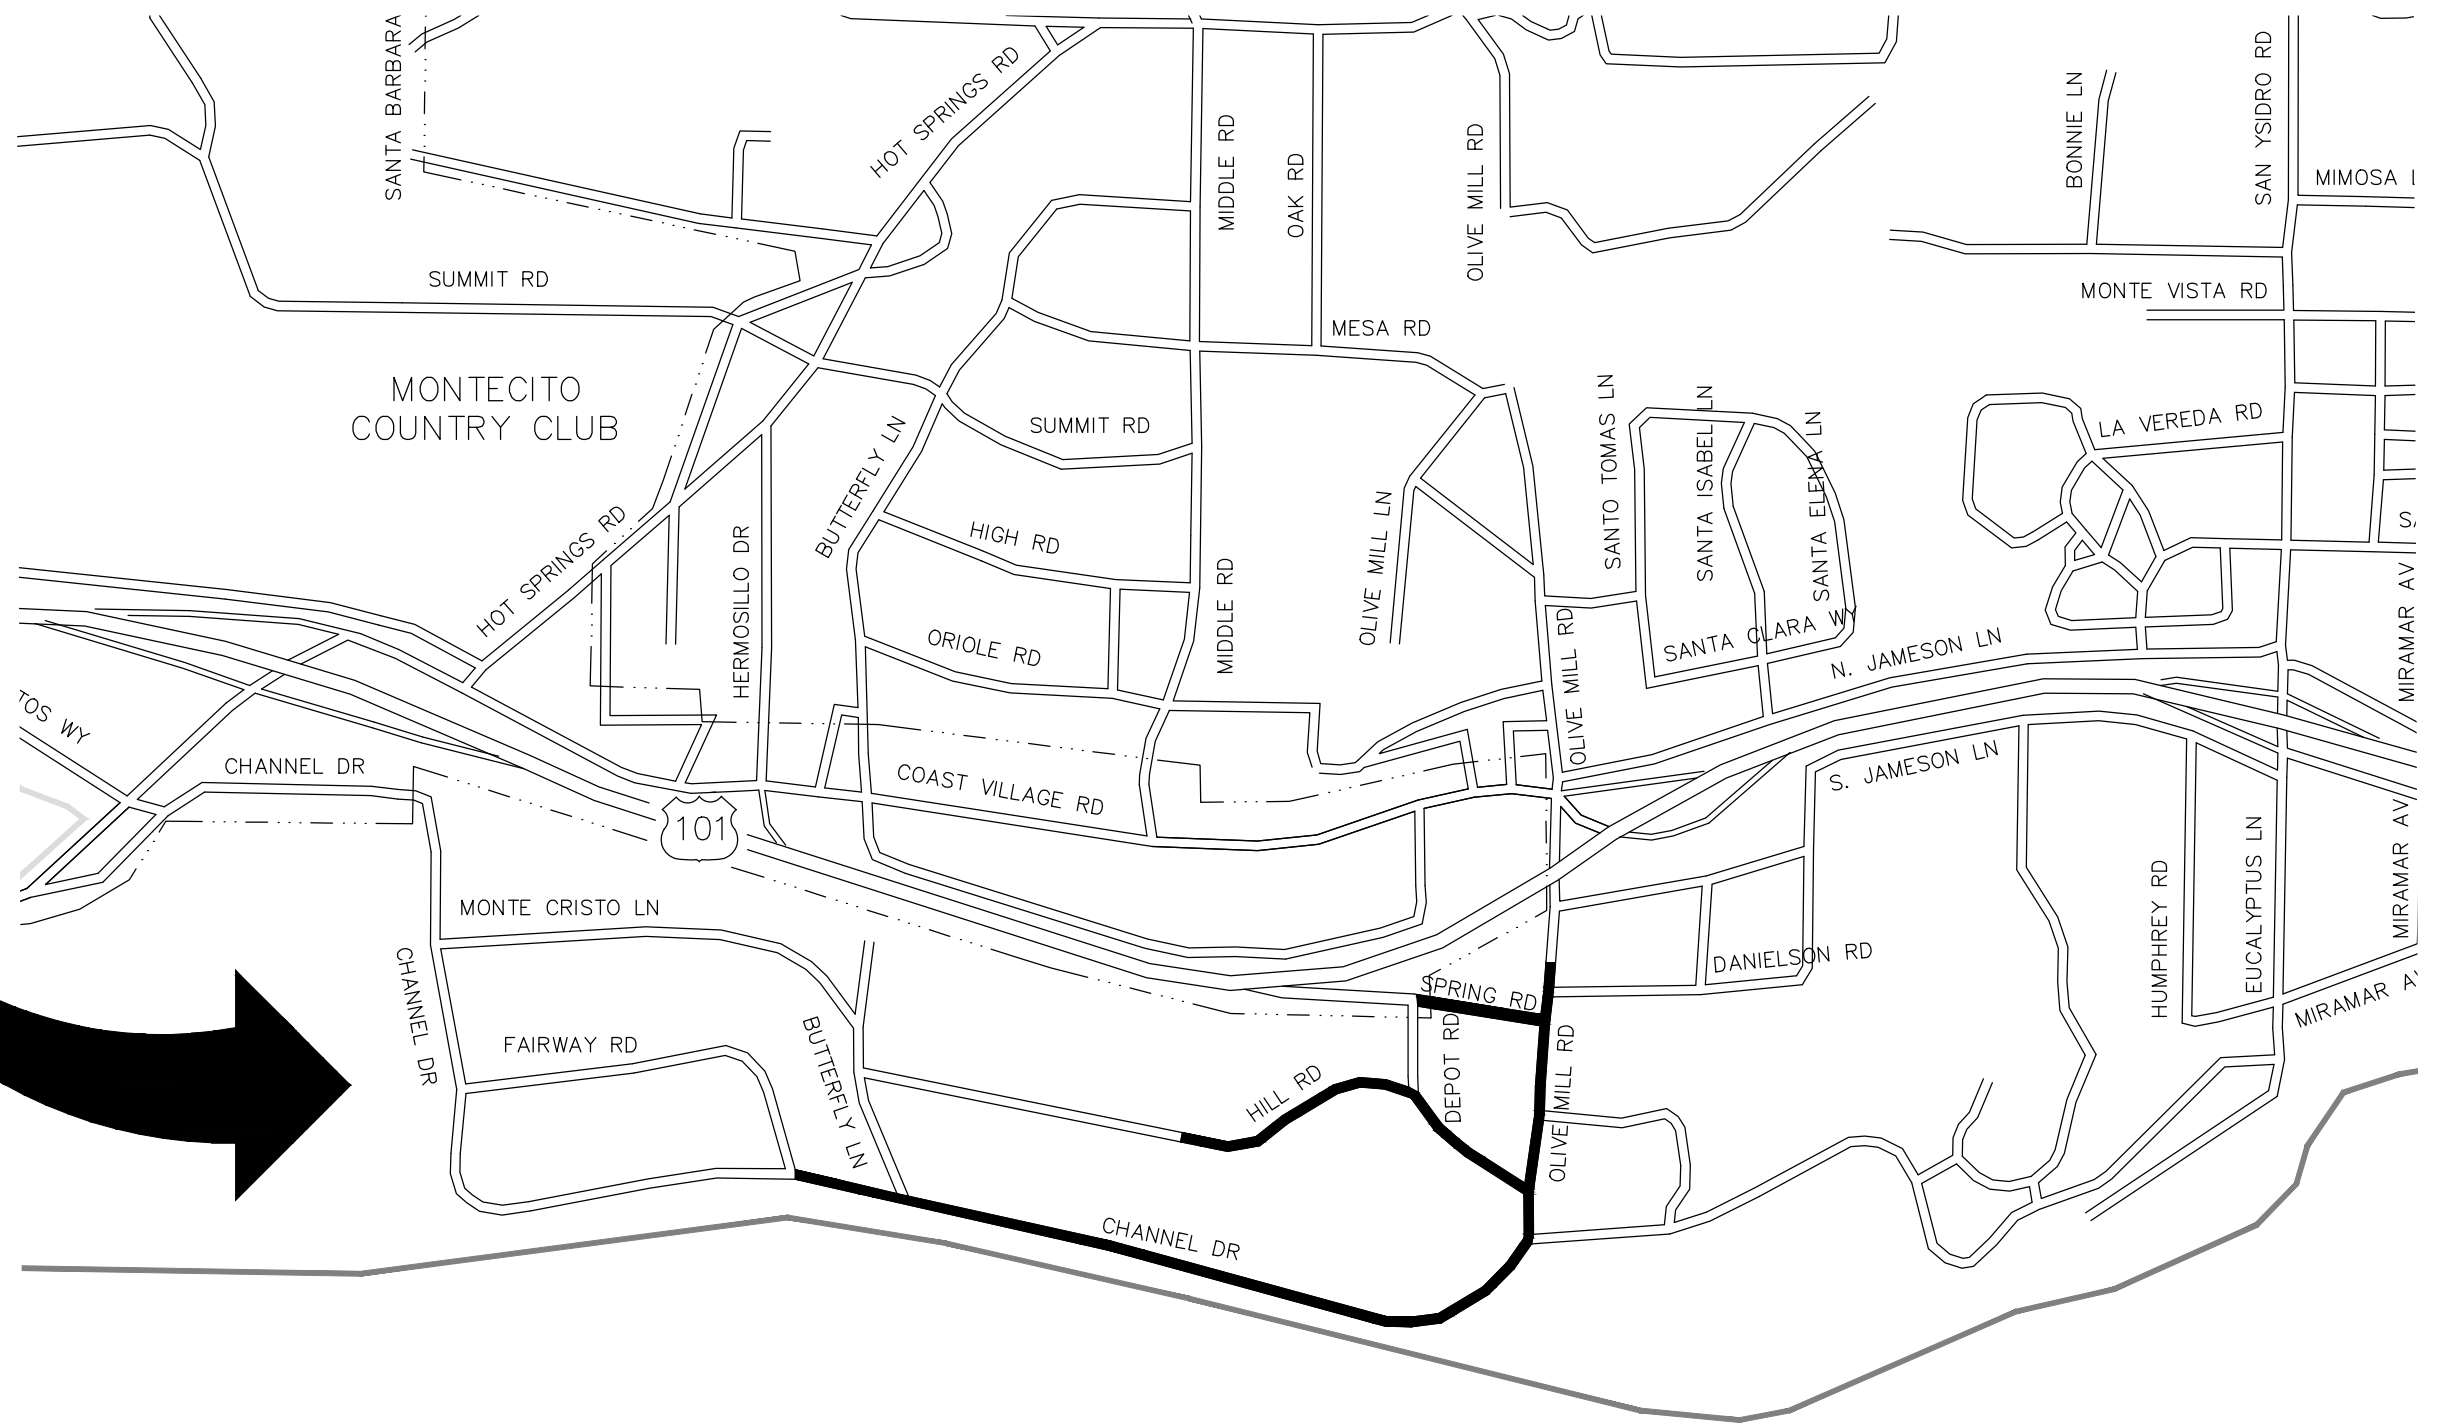 SANTA BARBARA
HOT SPRINGS RD
MIDDLE RD
OAK RD
OLIVE MILL RD
BONNIE LN
SAN YSIDRO RD
MIMOSA
SUMMIT RD
MONTE VISTA RD
MESA RD
MONTECITO
COUNTRY CLUB
BUTTERFLY LN
SUMMIT RD
SANTO TOMAS LN
SANTA ISABEL LN
SANTA ELENA LN
LA VEREDA RD
HOT SPRINGS RD
HERMOSILLO DR
HIGH RD
MIDDLE RD
OLIVE MILL LN
ORIOLE RD
OLIVE MILL RD
SANTA CLARA WY
N. JAMESON LN
MIRAMAR AV
TOS WY
CHANNEL DR
COAST VILLAGE RD
S. JAMESON LN
101
MONTE CRISTO LN
HUMPHREY RD
EUCALYPTUS LN
MIRAMAR AV
CHANNEL DR
SPRING RD
DANIELSON RD
MIRAMAR AV
FAIRWAY RD
BUTTERFLY LN
HILL RD
DEPOT RD
OLIVE MILL RD
CHANNEL DR